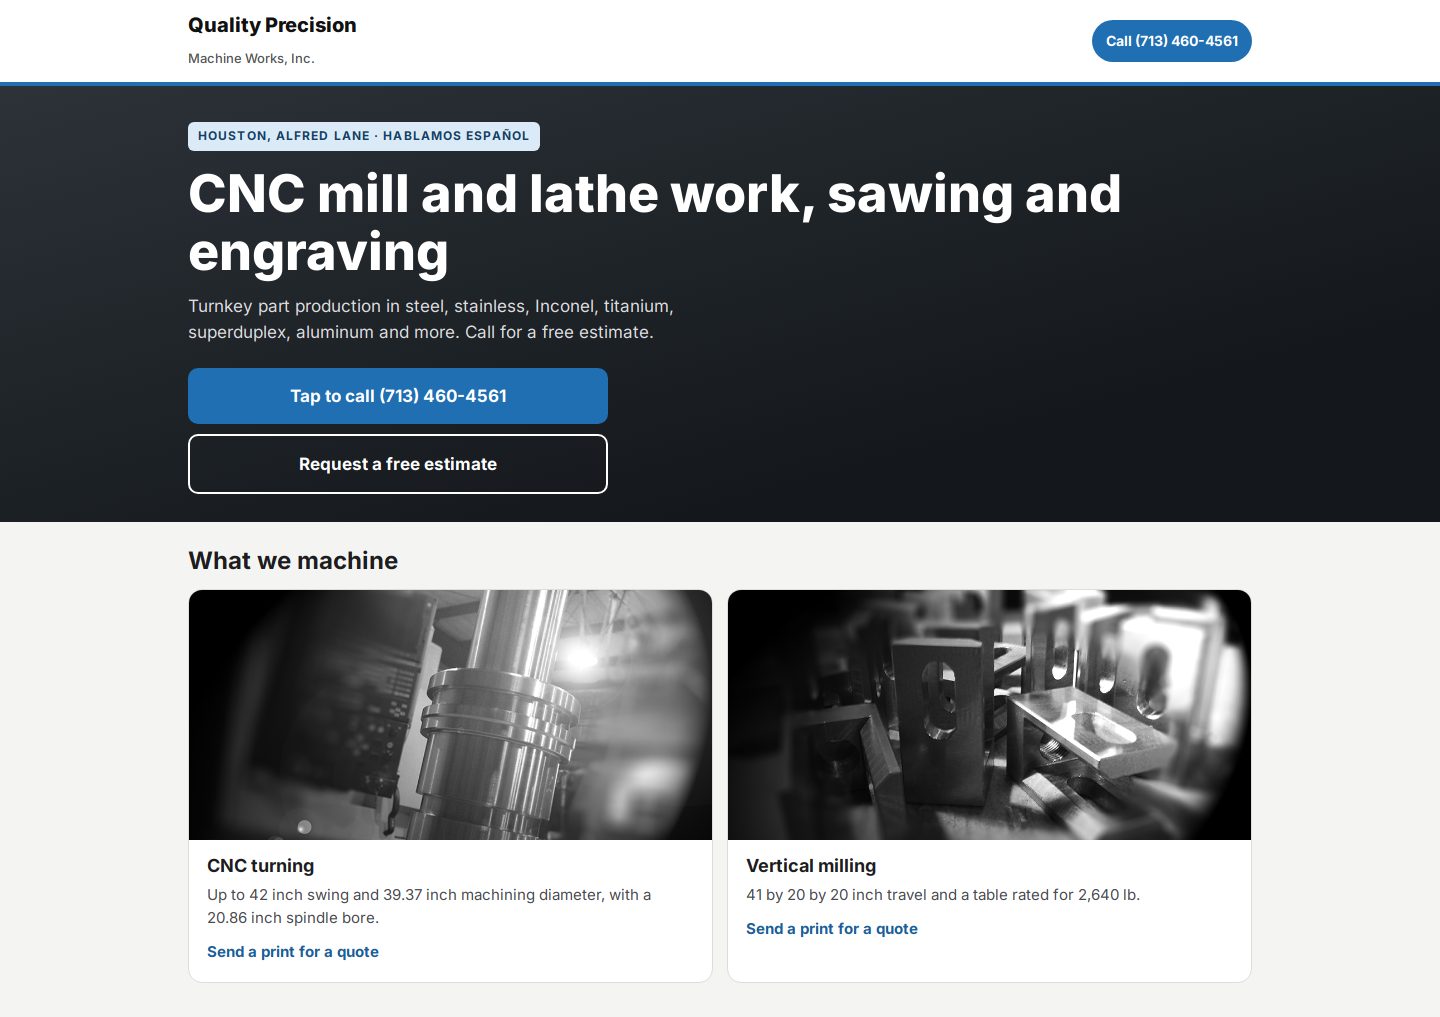 Quality Precision
Machine Works, Inc.
Call (713) 460-4561
HOUSTON, ALFRED LANE · HABLAMOS ESPAÑOL
CNC mill and lathe work, sawing and
engraving
Turnkey part production in steel, stainless, Inconel, titanium,
superduplex, aluminum and more. Call for a free estimate.
Tap to call (713) 460-4561
Request a free estimate
What we machine
CNC turning
Up to 42 inch swing and 39.37 inch machining diameter, with a
20.86 inch spindle bore.
Send a print for a quote
Vertical milling
41 by 20 by 20 inch travel and a table rated for 2,640 lb.
Send a print for a quote